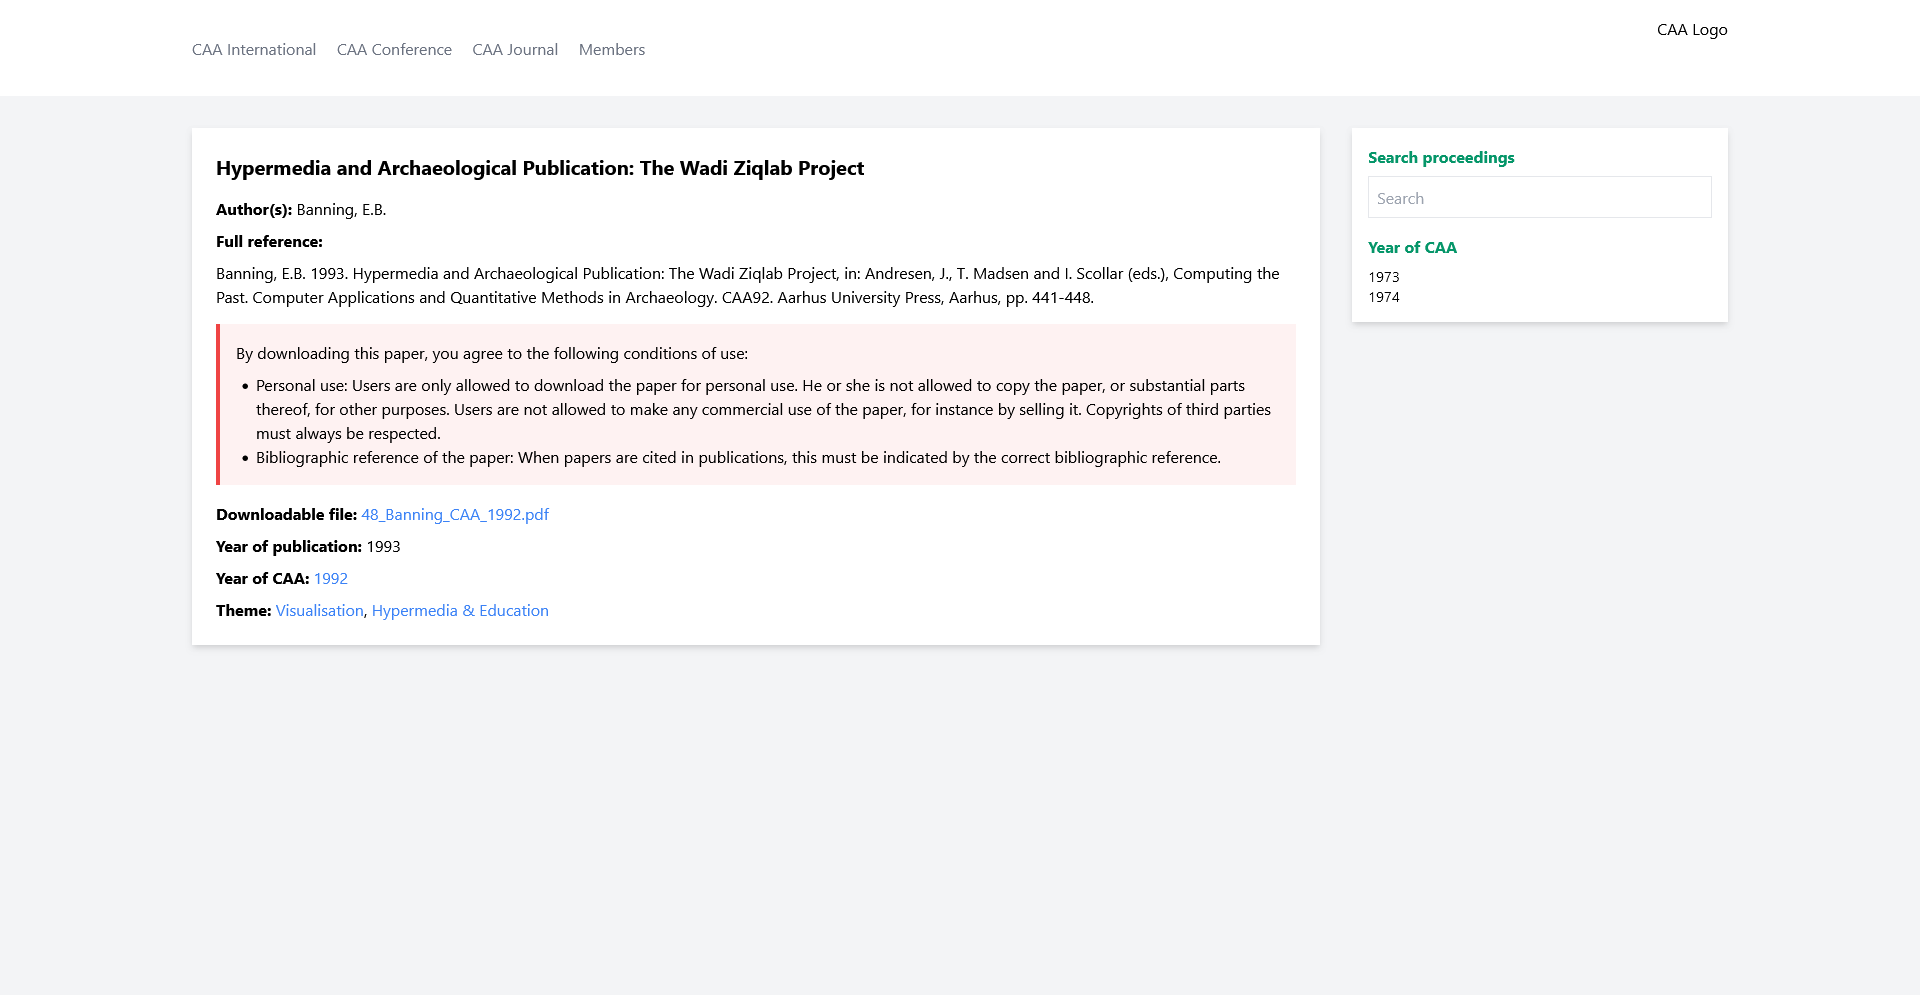 CAA International CAA Conference CAA Journal Members
CAA Logo
Hypermedia and Archaeological Publication: The Wadi Ziqlab Project
Author(s): Banning, E.B.
Full reference:
Banning, E.B. 1993. Hypermedia and Archaeological Publication: The Wadi Ziqlab Project, in: Andresen, J., T. Madsen and I. Scollar (eds.), Computing the
Past. Computer Applications and Quantitative Methods in Archaeology. CAA92. Aarhus University Press, Aarhus, pp. 441-448.
By downloading this paper, you agree to the following conditions of use:
• Personal use: Users are only allowed to download the paper for personal use. He or she is not allowed to copy the paper, or substantial parts
thereof, for other purposes. Users are not allowed to make any commercial use of the paper, for instance by selling it. Copyrights of third parties
must always be respected.
• Bibliographic reference of the paper: When papers are cited in publications, this must be indicated by the correct bibliographic reference.
Downloadable file: 48_Banning_CAA_1992.pdf
Year of publication: 1993
Year of CAA: 1992
Theme: Visualisation, Hypermedia & Education
Search proceedings
Search
Year of CAA
1973
1974